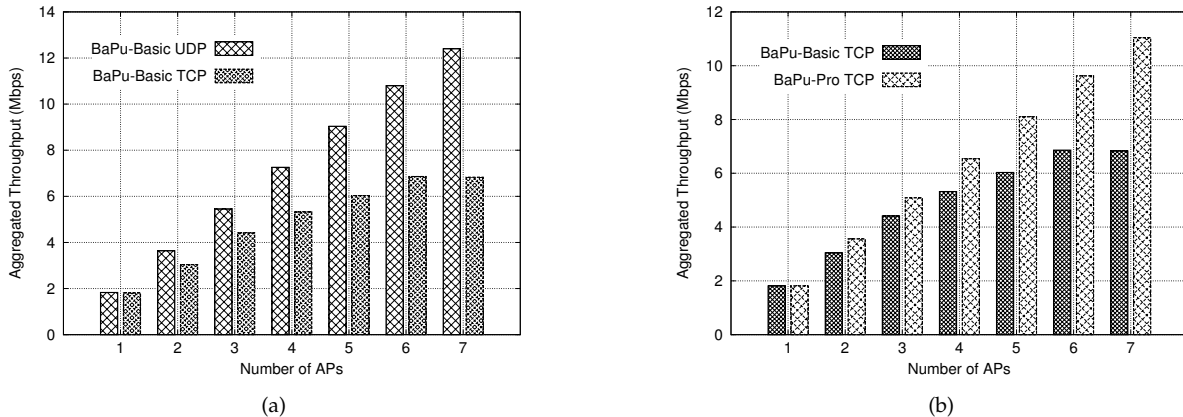 14
12
10
8
6
4
2
0
Aggregated Throughput (Mbps)
BaPu-Basic UDP
BaPu-Basic TCP
1 2 3 4 5 6 7
Number of APs
(a)
12
10
8
6
4
2
0
Aggregated Throughput (Mbps)
BaPu-Basic TCP
BaPu-Pro TCP
1 2 3 4 5 6 7
Number of APs
(b)